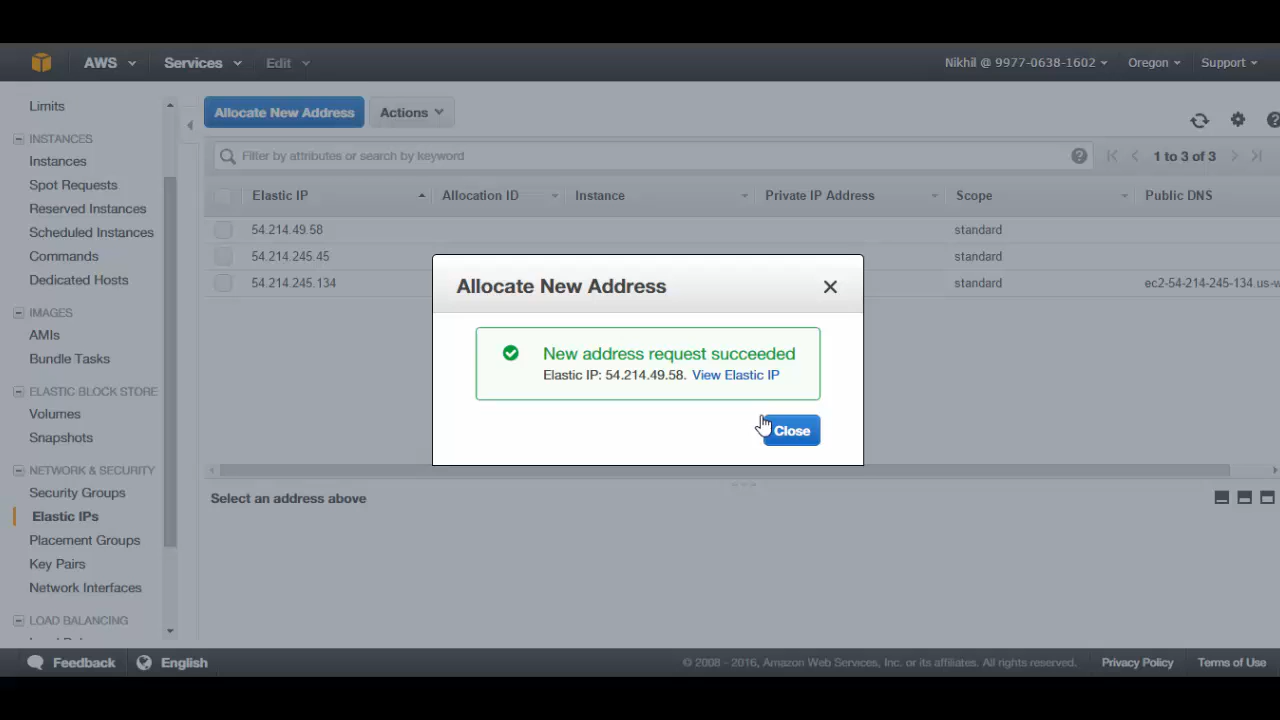 AWS Services Edit Nikhil @ 9977-0638-1602 Oregon Support
Limits
INSTANCES
Instances
Spot Requests
Reserved Instances
Scheduled Instances
Commands
Dedicated Hosts
IMAGES
AMIs
Bundle Tasks
ELASTIC BLOCK STORE
Volumes
Snapshots
NETWORK & SECURITY
Security Groups
Elastic IPs
Placement Groups
Key Pairs
Network Interfaces
LOAD BALANCING
Allocate New Address Actions
Filter by attributes or search by keyword 1 to 3 of 3
Elastic IP Allocation ID Instance Private IP Address Scope Public DNS
54.214.49.58 standard
54.214.245.45 standard
54.214.245.134 standard ec2-54-214-245-134.us-w
Allocate New Address
New address request succeeded
Elastic IP: 54.214.49.58. View Elastic IP
Close
Select an address above
Feedback English © 2008 - 2016, Amazon Web Services, Inc. or its affiliates. All rights reserved. Privacy Policy Terms of Use